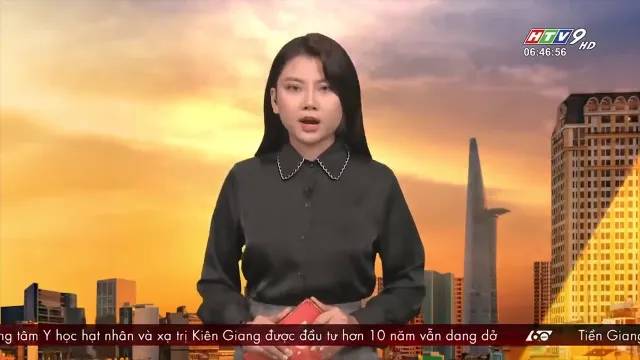 HTV9 HD
06:46:56
ng tâm Y học hạt nhân và xạ trị Kiên Giang được đầu tư hơn 10 năm vẫn dang dở Tiền Gian